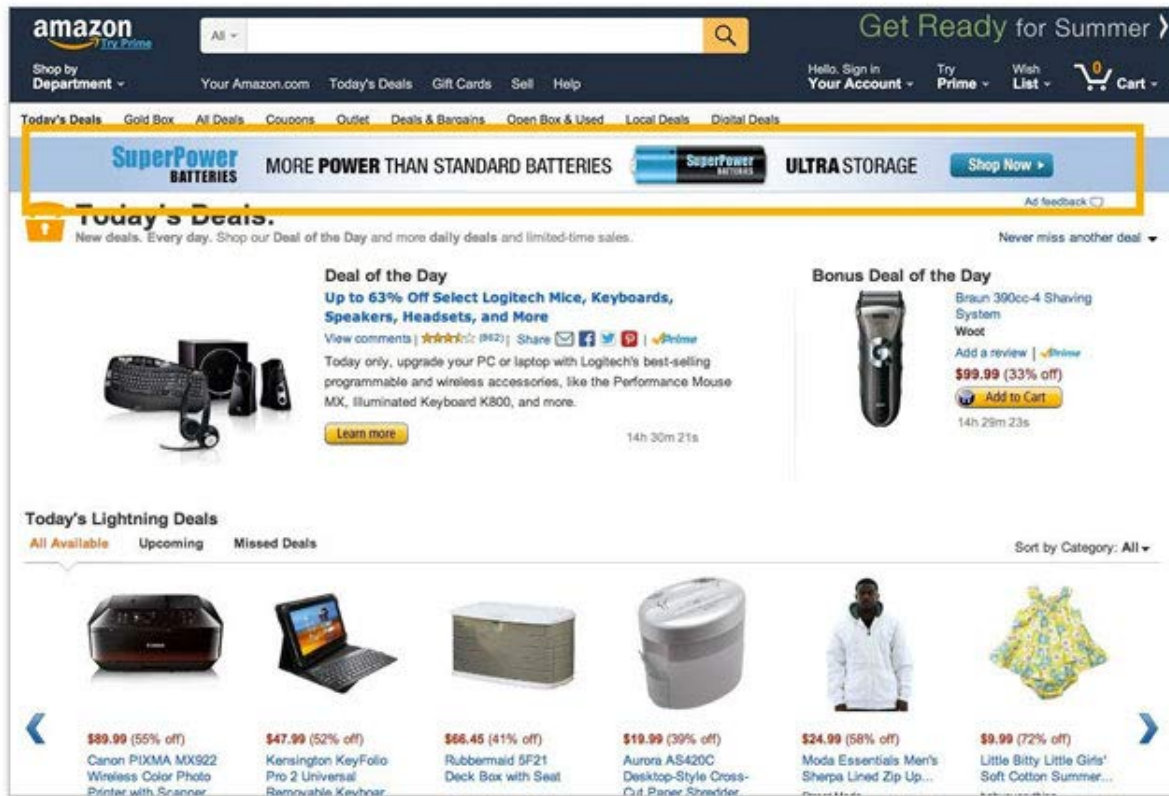 amazon
Try Prime
All
Get Ready for Summer
Shop by
Department
Your Amazon.com Today's Deals Gift Cards Sell Help
Hello. Sign in
Your Account
Try
Prime
Wish
List
0
Cart
Today's Deals Gold Box All Deals Coupons Outlet Deals & Bargains Open Box & Used Local Deals Digital Deals
SuperPower
BATTERIES
MORE POWER THAN STANDARD BATTERIES
SuperPower
BATTERIES
ULTRA STORAGE
Shop Now
Ad feedback
Today's Deals.
New deals. Every day. Shop our Deal of the Day and more daily deals and limited-time sales.
Never miss another deal
Deal of the Day
Up to 63% Off Select Logitech Mice, Keyboards,
Speakers, Headsets, and More
View comments | (862) | Share | Prime
Today only, upgrade your PC or laptop with Logitech's best-selling
programmable and wireless accessories, like the Performance Mouse
MX, Illuminated Keyboard K800, and more.
Learn more
14h 30m 21s
Bonus Deal of the Day
Braun 390cc-4 Shaving
System
Woot
Add a review | Prime
$99.99 (33% off)
Add to Cart
14h 29m 23s
Today's Lightning Deals
All Available Upcoming Missed Deals
Sort by Category: All
$89.99 (55% off)
Canon PIXMA MX922
Wireless Color Photo
Printer with Scanner
$47.99 (52% off)
Kensington KeyFolio
Pro 2 Universal
Removable Keyboar
$66.45 (41% off)
Rubbermaid 5F21
Deck Box with Seat
$19.99 (39% off)
Aurora AS420C
Desktop-Style Cross-
Cut Paper Shredder
$24.99 (58% off)
Moda Essentials Men's
Sherpa Lined Zip Up...
$9.99 (72% off)
Little Bitty Little Girls'
Soft Cotton Summer...